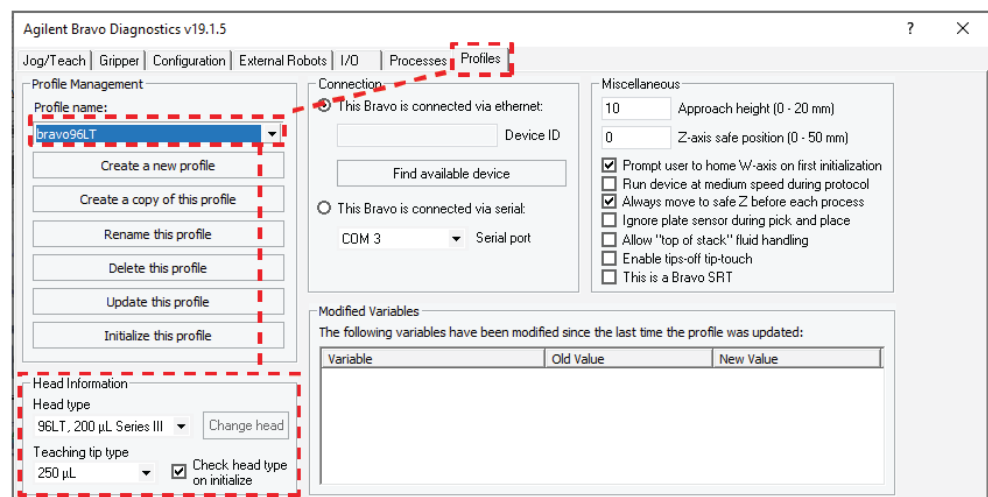 Agilent Bravo Diagnostics v19.1.5
?
Jog/Teach Gripper Configuration External Robots I/O Processes Profiles
Profile Management
Profile name:
bravo96LT
Create a new profile
Create a copy of this profile
Rename this profile
Delete this profile
Update this profile
Initialize this profile
Head Information
Head type
96LT, 200 µL Series III
Change head
Teaching tip type
250 µL
Check head type
on initialize
Connection
This Bravo is connected via ethernet:
Device ID
Find available device
This Bravo is connected via serial:
COM 3
Serial port
Miscellaneous
10 Approach height (0 - 20 mm)
0 Z-axis safe position (0 - 50 mm)
Prompt user to home W-axis on first initialization
Run device at medium speed during protocol
Always move to safe Z before each process
Ignore plate sensor during pick and place
Allow "top of stack" fluid handling
Enable tips-off tip-touch
This is a Bravo SRT
Modified Variables
The following variables have been modified since the last time the profile was updated:
Variable Old Value New Value